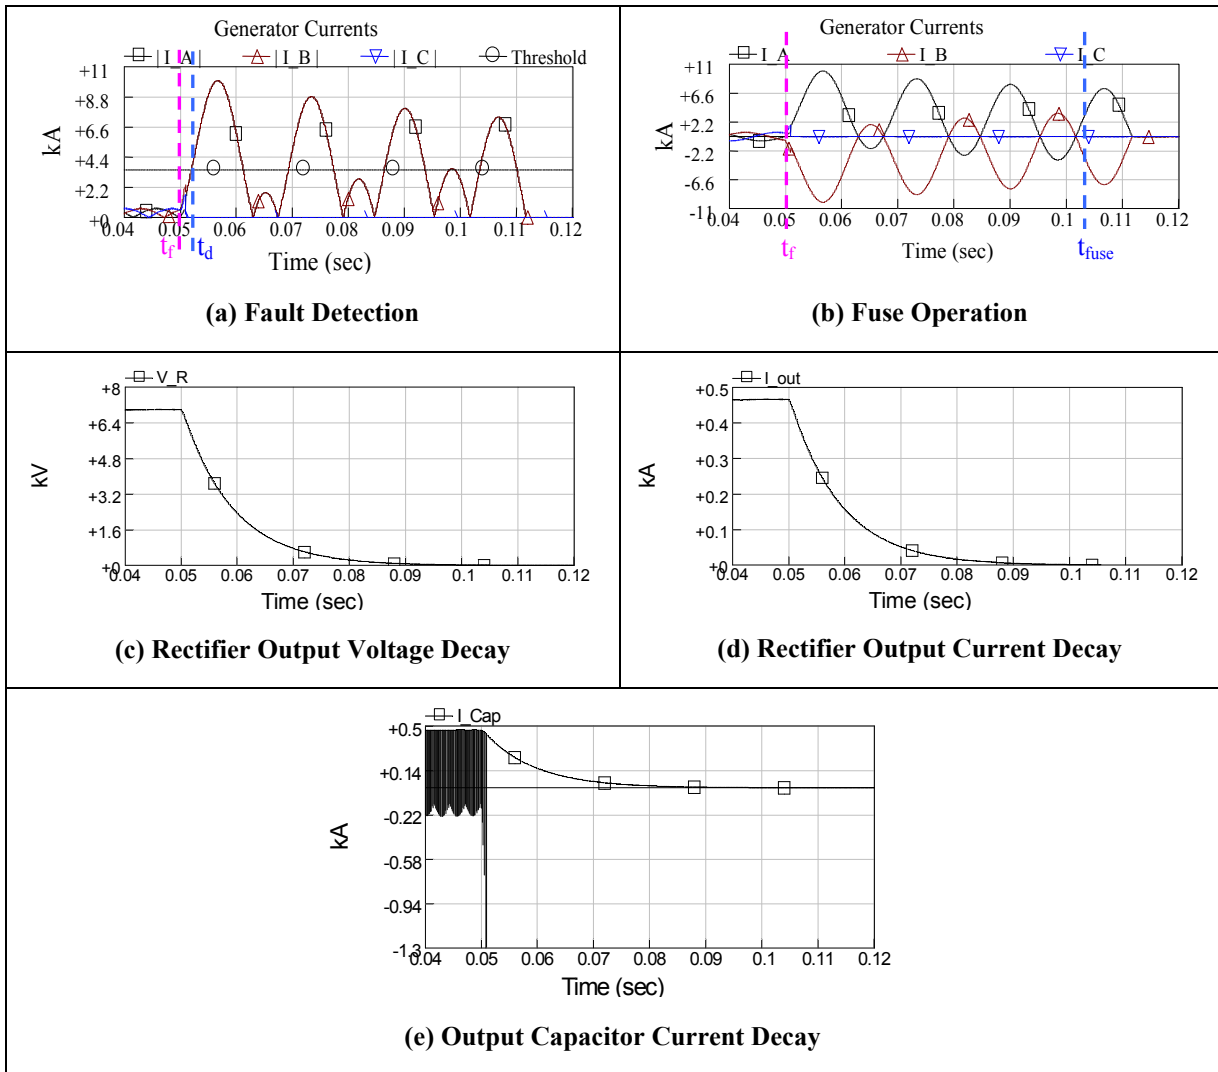 Generator Currents
|I_A| |I_B| |I_C| Threshold
+11
+8.8
+6.6
+4.4
+2.2
+0
kA
0.04 0.05 0.06 0.07 0.08 0.09 0.1 0.11 0.12
tf td
Time (sec)
(a) Fault Detection
Generator Currents
I_A I_B I_C
+11
+6.6
+2.2
-2.2
-6.6
-11
kA
0.04 0.05 0.06 0.07 0.08 0.09 0.1 0.11 0.12
tf Time (sec) tfuse
(b) Fuse Operation
V_R
+8
+6.4
+4.8
+3.2
+1.6
+0
kV
0.04 0.05 0.06 0.07 0.08 0.09 0.1 0.11 0.12
Time (sec)
(c) Rectifier Output Voltage Decay
I_out
+0.5
+0.4
+0.3
+0.2
+0.1
+0
kA
0.04 0.05 0.06 0.07 0.08 0.09 0.1 0.11 0.12
Time (sec)
(d) Rectifier Output Current Decay
I_Cap
+0.5
+0.14
-0.22
-0.58
-0.94
-1.3
kA
0.04 0.05 0.06 0.07 0.08 0.09 0.1 0.11 0.12
Time (sec)
(e) Output Capacitor Current Decay